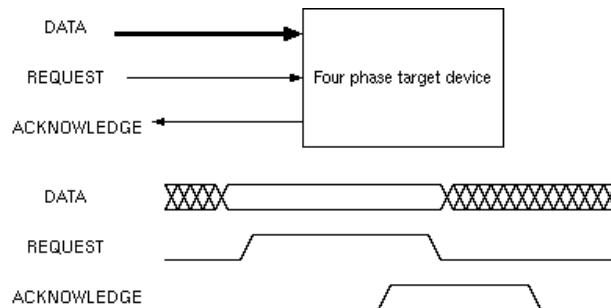 DATA
REQUEST
Four phase target device
ACKNOWLEDGE
DATA
REQUEST
ACKNOWLEDGE